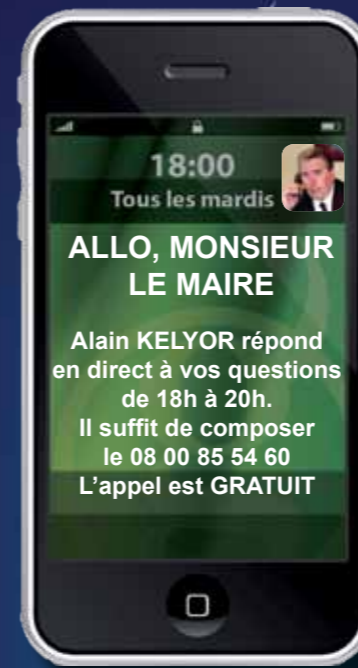 18:00
Tous les mardis
ALLO, MONSIEUR
LE MAIRE
Alain KELYOR répond
en direct à vos questions
de 18h à 20h.
Il suffit de composer
le 08 00 85 54 60
L'appel est GRATUIT